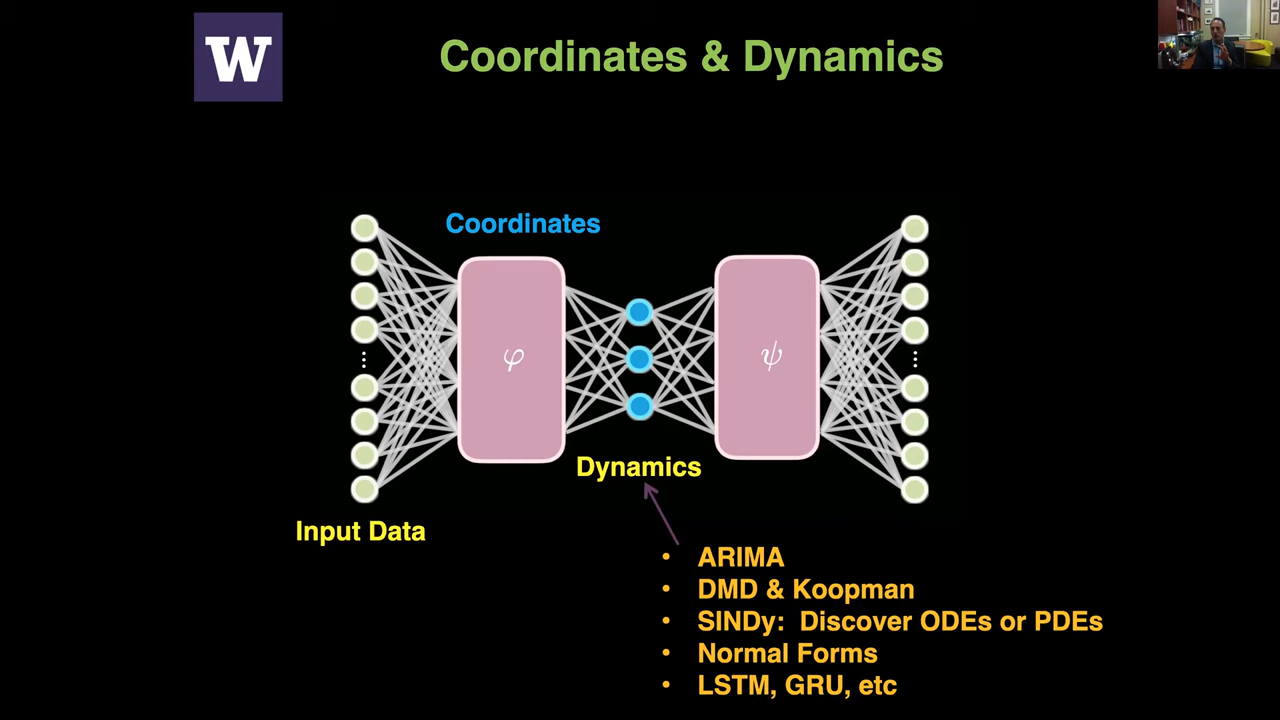 W
Coordinates & Dynamics
Coordinates
φ
ψ
Dynamics
Input Data
• ARIMA
• DMD & Koopman
• SINDy: Discover ODEs or PDEs
• Normal Forms
• LSTM, GRU, etc